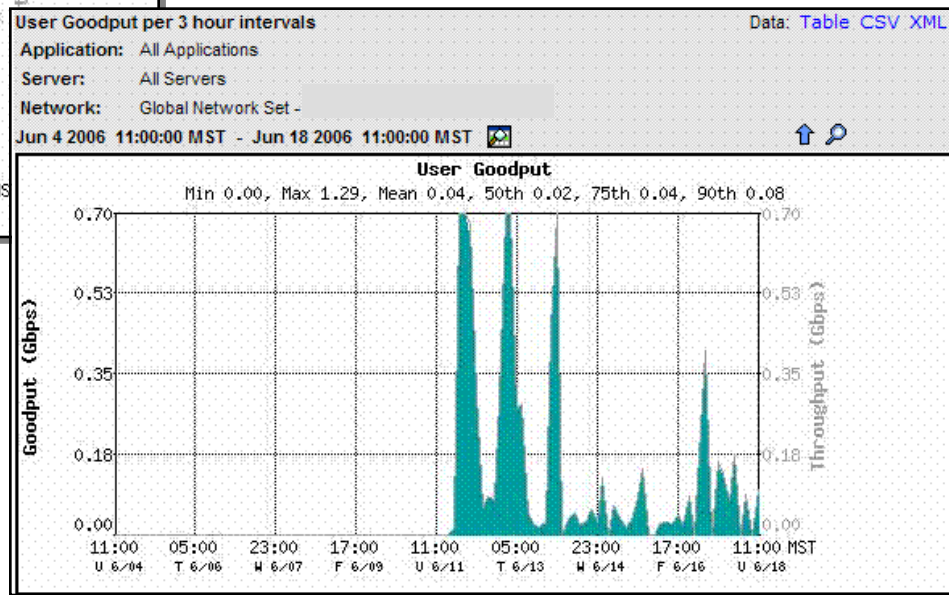 User Goodput per 3 hour intervals Data: Table CSV XML
Application: All Applications
Server: All Servers
Network: Global Network Set -
Jun 4 2006 11:00:00 MST - Jun 18 2006 11:00:00 MST
User Goodput
Min 0.00, Max 1.29, Mean 0.04, 50th 0.02, 75th 0.04, 90th 0.08
0.70 0.70
0.53 0.53
0.35 0.35
0.18 0.18
0.00 0.00
Goodput (Gbps)
Throughput (Gbps)
11:00 05:00 23:00 17:00 11:00 05:00 23:00 17:00 11:00 MST
U 6/04 T 6/06 W 6/07 F 6/09 U 6/11 T 6/13 W 6/14 F 6/16 U 6/18